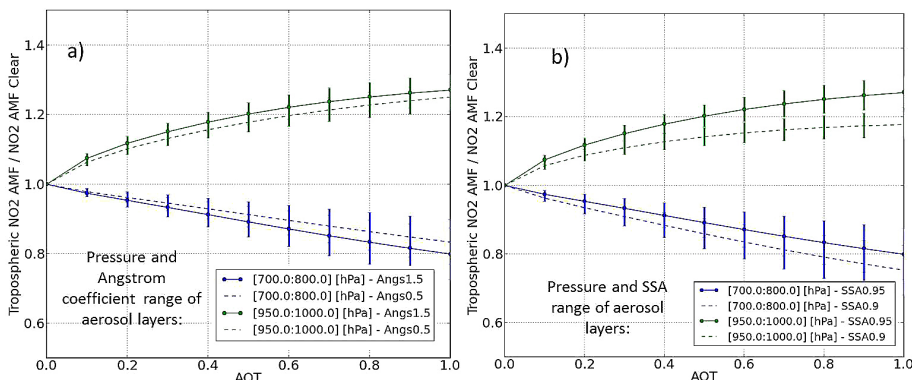 a)
Tropospheric NO2 AMF / NO2 AMF Clear
1.4
1.2
1.0
0.8
0.6
Pressure and
Angstrom
coefficient range of
aerosol layers:
[700.0:800.0] [hPa] - Angs1.5
[700.0:800.0] [hPa] - Angs0.5
[950.0:1000.0] [hPa] - Angs1.5
[950.0:1000.0] [hPa] - Angs0.5
0.0 0.2 0.4 0.6 0.8 1.0
AOT
b)
Tropospheric NO2 AMF / NO2 AMF Clear
1.4
1.2
1.0
0.8
0.6
Pressure and SSA
range of aerosol
layers:
[700.0:800.0] [hPa] - SSA0.95
[700.0:800.0] [hPa] - SSA0.9
[950.0:1000.0] [hPa] - SSA0.95
[950.0:1000.0] [hPa] - SSA0.9
0.0 0.2 0.4 0.6 0.8 1.0
AOT